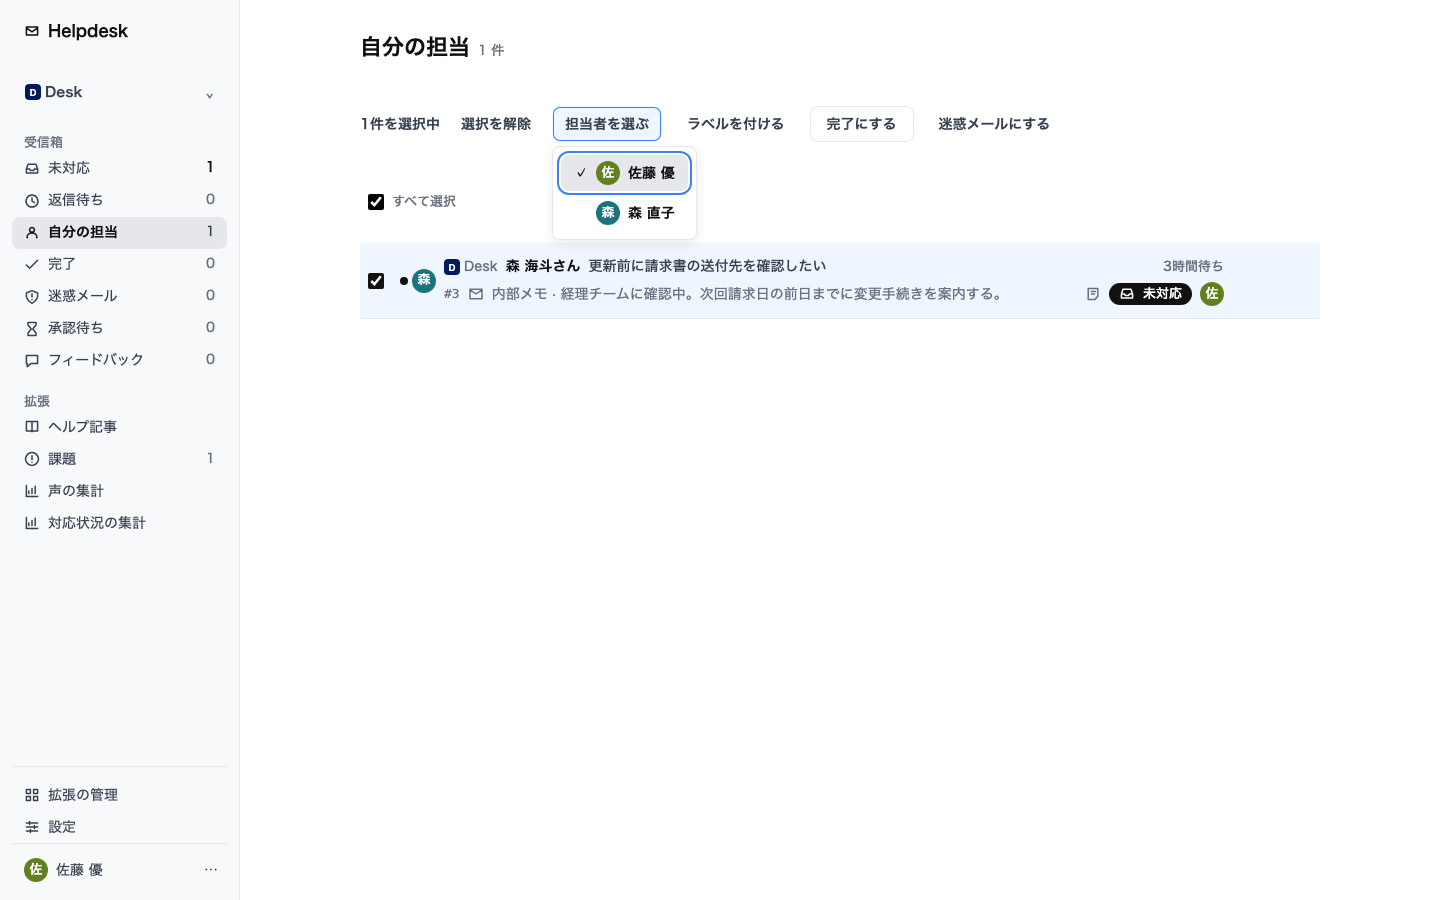 Helpdesk
D Desk
受信箱
未対応 1
返信待ち 0
自分の担当 1
完了 0
迷惑メール 0
承認待ち 0
フィードバック 0
拡張
ヘルプ記事
課題 1
声の集計
対応状況の集計
拡張の管理
設定
佐 佐藤 優 ...
自分の担当 1 件
1件を選択中 選択を解除 担当者を選ぶ ラベルを付ける 完了にする 迷惑メールにする
✓ 佐 佐藤 優
森 森 直子
すべて選択
森 D Desk 森 海斗さん 更新前に請求書の送付先を確認したい 3時間待ち
#3 内部メモ · 経理チームに確認中。次回請求日の前日までに変更手続きを案内する。 未対応 佐